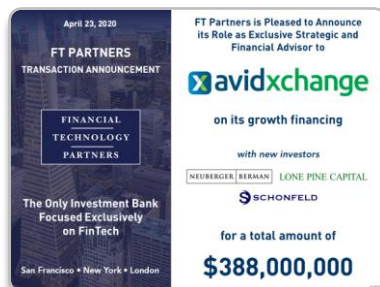 April 23, 2020
FT PARTNERS
TRANSACTION ANNOUNCEMENT
FINANCIAL
TECHNOLOGY
PARTNERS
The Only Investment Bank
Focused Exclusively
on FinTech
San Francisco • New York • London
FT Partners is Pleased to Announce
its Role as Exclusive Strategic and
Financial Advisor to
avidxchange
on its growth financing
with new investors
NEUBERGER BERMAN LONE PINE CAPITAL
SCHONFELD
for a total amount of
$388,000,000